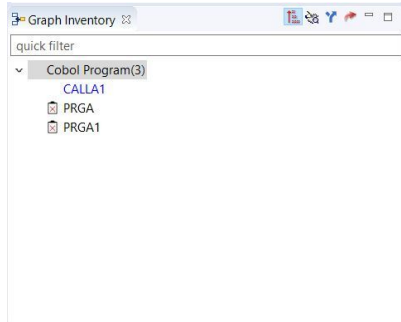 Graph Inventory
quick filter
Cobol Program(3)
CALLA1
PRGA
PRGA1